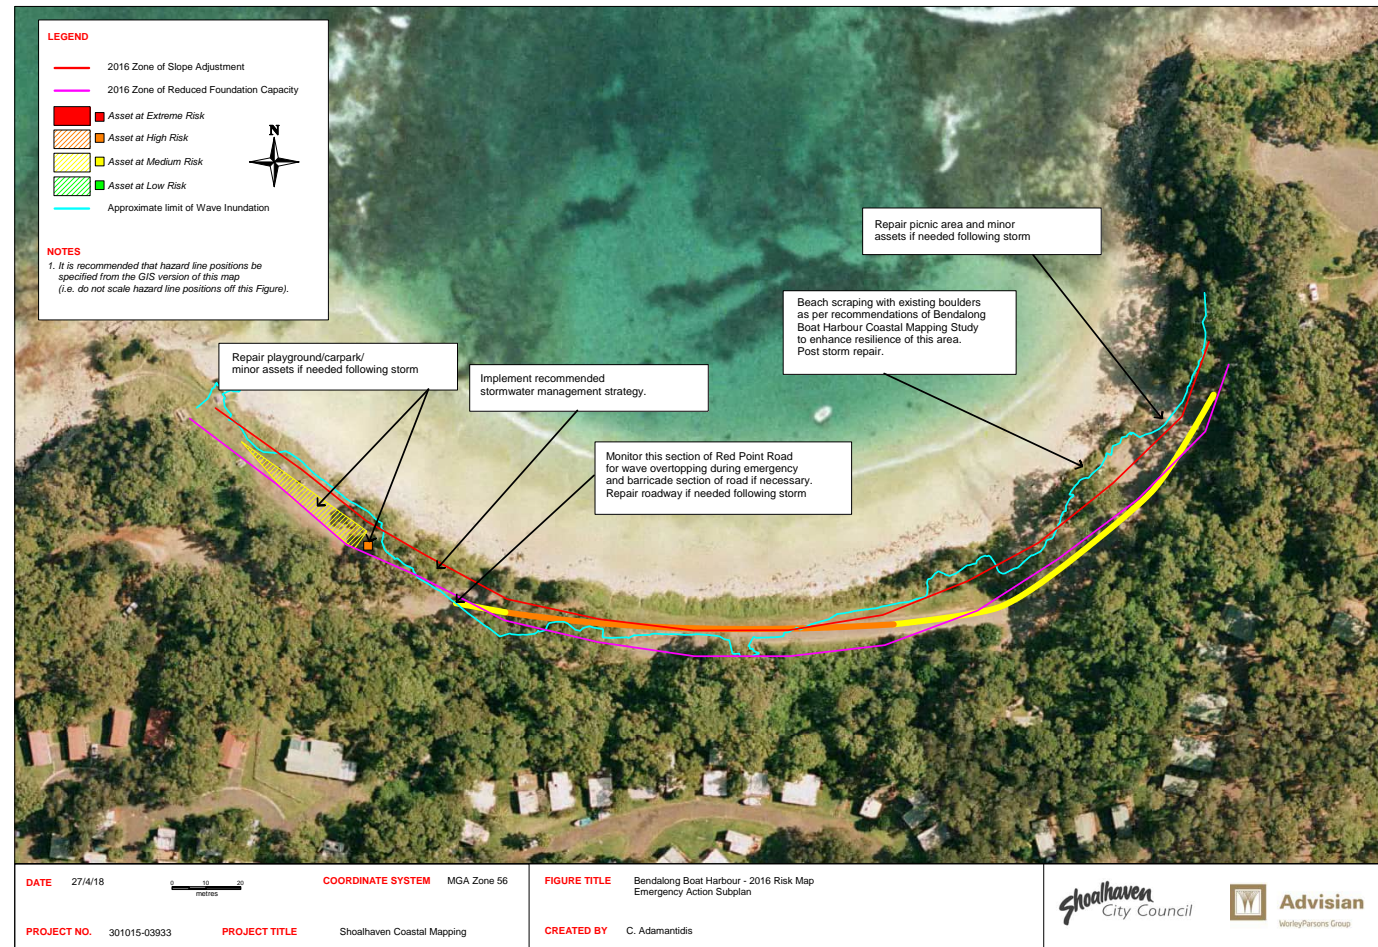 LEGEND
2016 Zone of Slope Adjustment
2016 Zone of Reduced Foundation Capacity
Asset at Extreme Risk
Asset at High Risk
Asset at Medium Risk
Asset at Low Risk
Approximate limit of Wave Inundation
N
NOTES
1. It is recommended that hazard line positions be
specified from the GIS version of this map
(i.e. do not scale hazard line positions off this Figure).
Repair picnic area and minor
assets if needed following storm
Beach scraping with existing boulders
as per recommendations of Bendalong
Boat Harbour Coastal Mapping Study
to enhance resilience of this area.
Post storm repair.
Repair playground/carpark/
minor assets if needed following storm
Implement recommended
stormwater management strategy.
Monitor this section of Red Point Road
for wave overtopping during emergency
and barricade section of road if necessary.
Repair roadway if needed following storm
DATE 27/4/18
0 10 20
metres
COORDINATE SYSTEM MGA Zone 56
PROJECT NO. 301015-03933
PROJECT TITLE Shoalhaven Coastal Mapping
FIGURE TITLE Bendalong Boat Harbour - 2016 Risk Map
Emergency Action Subplan
CREATED BY C. Adamantidis
Shoalhaven
City Council
Advisian
WorleyParsons Group